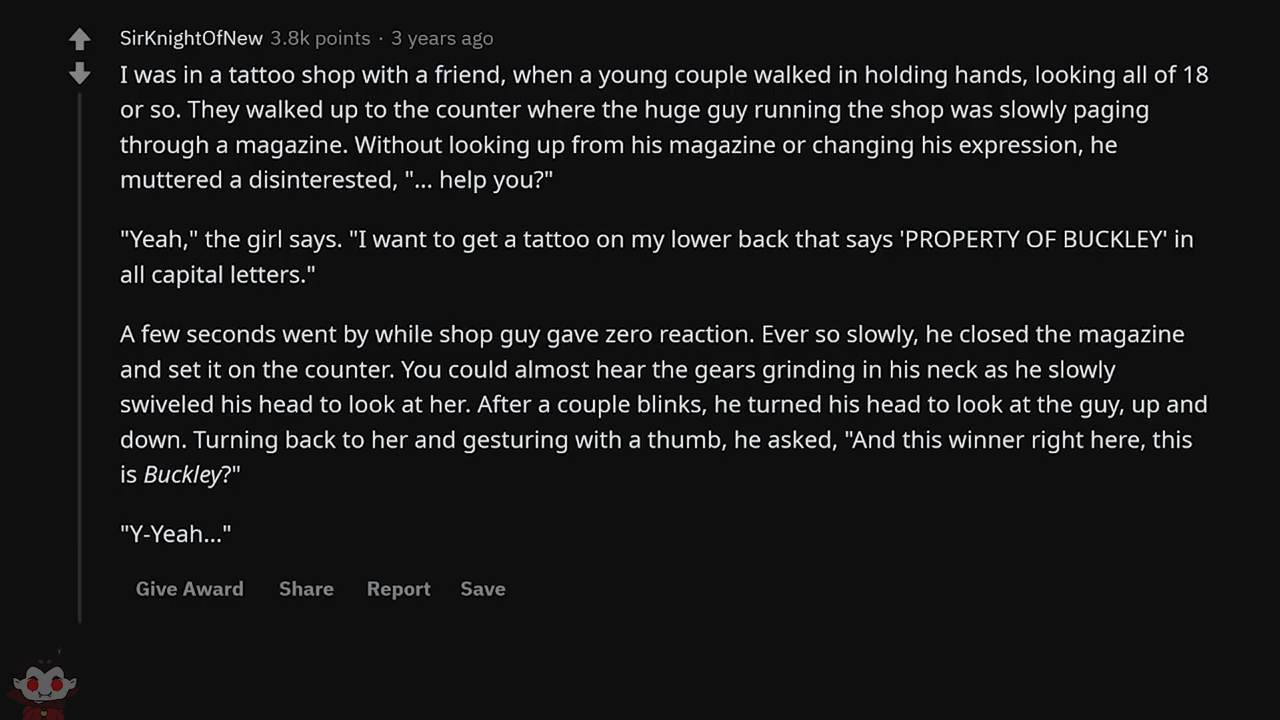 SirKnightOfNew 3.8k points · 3 years ago
I was in a tattoo shop with a friend, when a young couple walked in holding hands, looking all of 18
or so. They walked up to the counter where the huge guy running the shop was slowly paging
through a magazine. Without looking up from his magazine or changing his expression, he
muttered a disinterested, "... help you?"
"Yeah," the girl says. "I want to get a tattoo on my lower back that says 'PROPERTY OF BUCKLEY' in
all capital letters."
A few seconds went by while shop guy gave zero reaction. Ever so slowly, he closed the magazine
and set it on the counter. You could almost hear the gears grinding in his neck as he slowly
swiveled his head to look at her. After a couple blinks, he turned his head to look at the guy, up and
down. Turning back to her and gesturing with a thumb, he asked, "And this winner right here, this
is Buckley?"
"Y-Yeah..."
Give Award Share Report Save